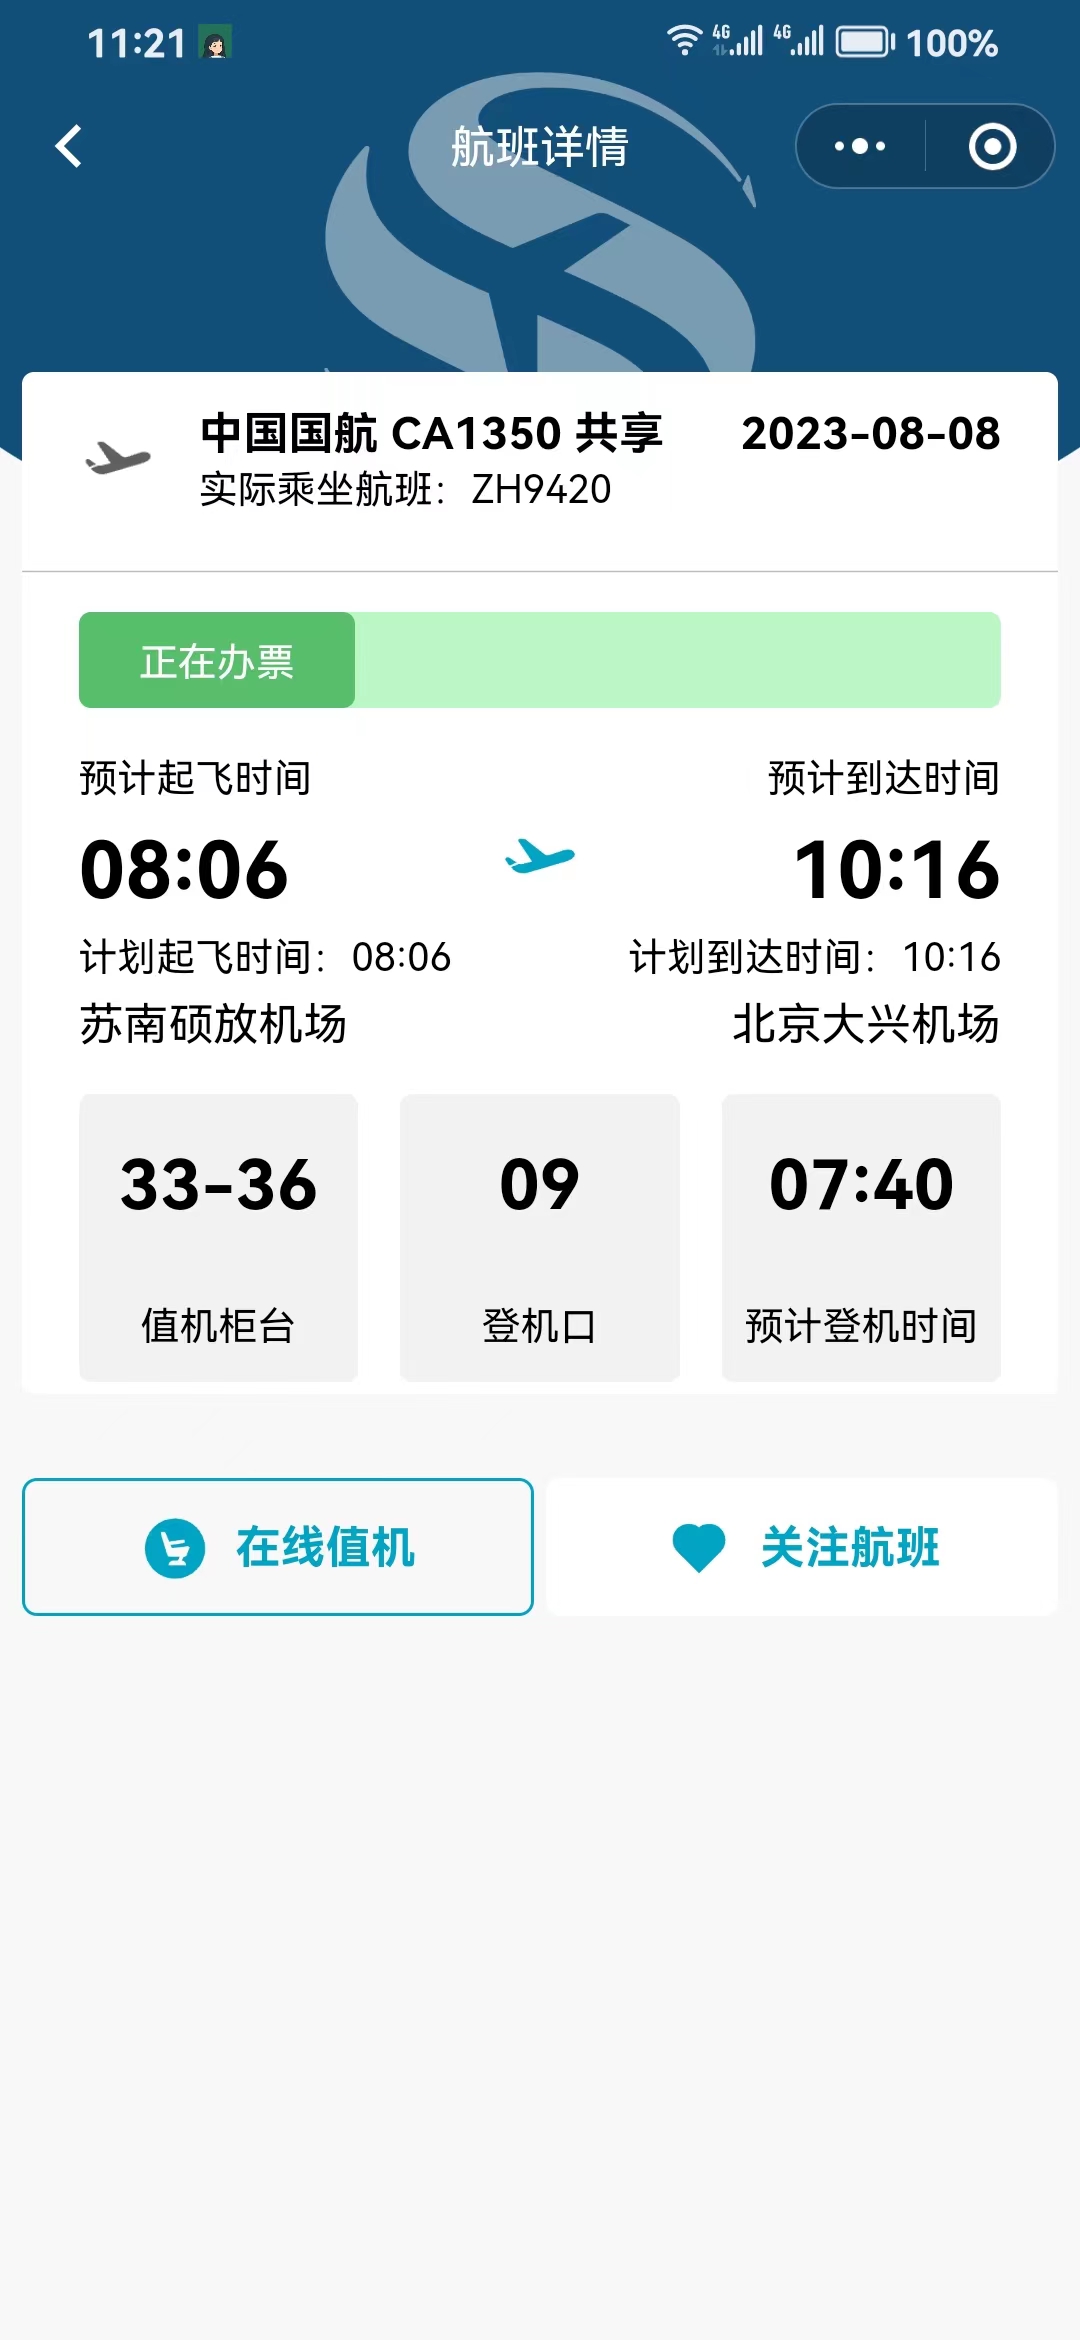 11:21 4G 4G 100%
航班详情
中国国航 CA1350 共享 2023-08-08
实际乘坐航班：ZH9420
正在办票
预计起飞时间 预计到达时间
08:06 10:16
计划起飞时间：08:06 计划到达时间：10:16
苏南硕放机场 北京大兴机场
33-36 09 07:40
值机柜台 登机口 预计登机时间
在线值机 关注航班